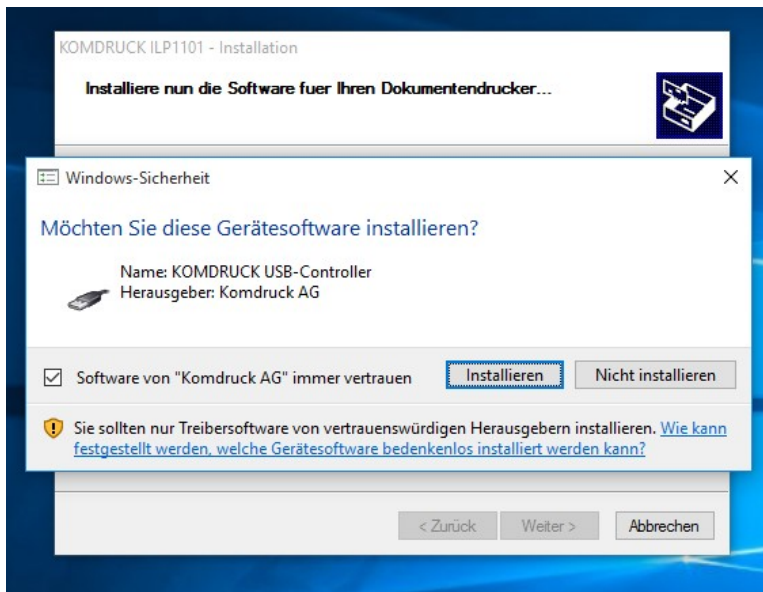 KOMDRUCK ILP1101 - Installation
Installiere nun die Software fuer Ihren Dokumentendrucker...
Windows-Sicherheit
Möchten Sie diese Gerätesoftware installieren?
Name: KOMDRUCK USB-Controller
Herausgeber: Komdruck AG
Software von "Komdruck AG" immer vertrauen
Installieren
Nicht installieren
Sie sollten nur Treibersoftware von vertrauenswürdigen Herausgebern installieren. Wie kann
festgestellt werden, welche Gerätesoftware bedenkenlos installiert werden kann?
< Zurück
Weiter >
Abbrechen